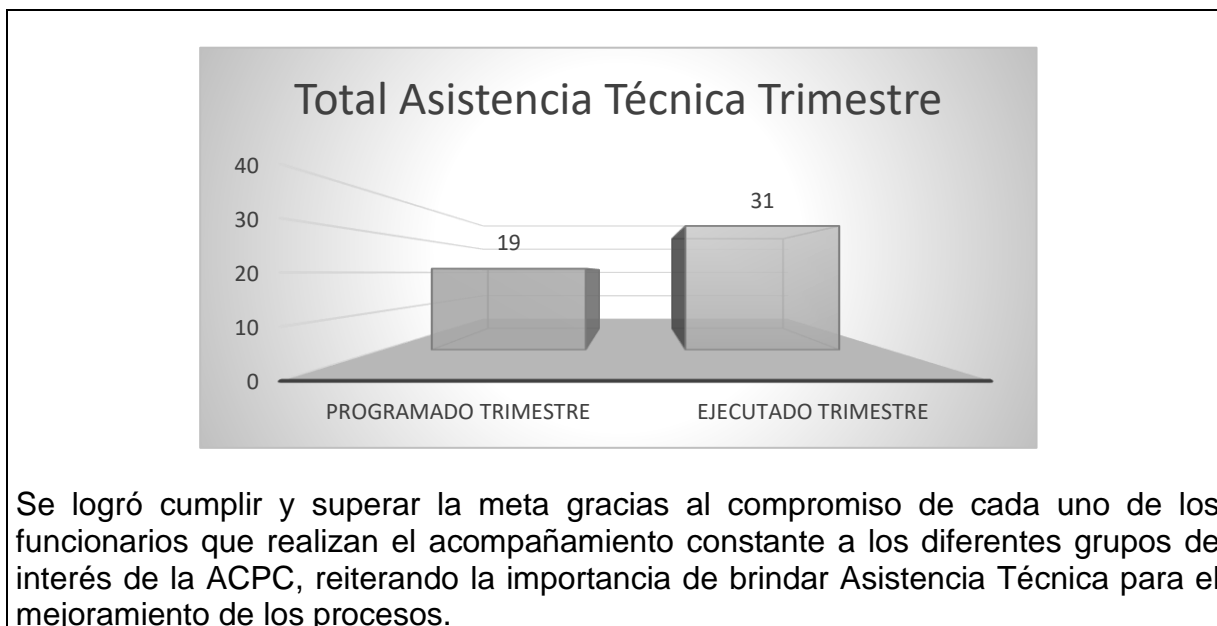 Total Asistencia Técnica Trimestre
40
30
20
10
0
19
31
PROGRAMADO TRIMESTRE
EJECUTADO TRIMESTRE
Se logró cumplir y superar la meta gracias al compromiso de cada uno de los
funcionarios que realizan el acompañamiento constante a los diferentes grupos de
interés de la ACPC, reiterando la importancia de brindar Asistencia Técnica para el
mejoramiento de los procesos.